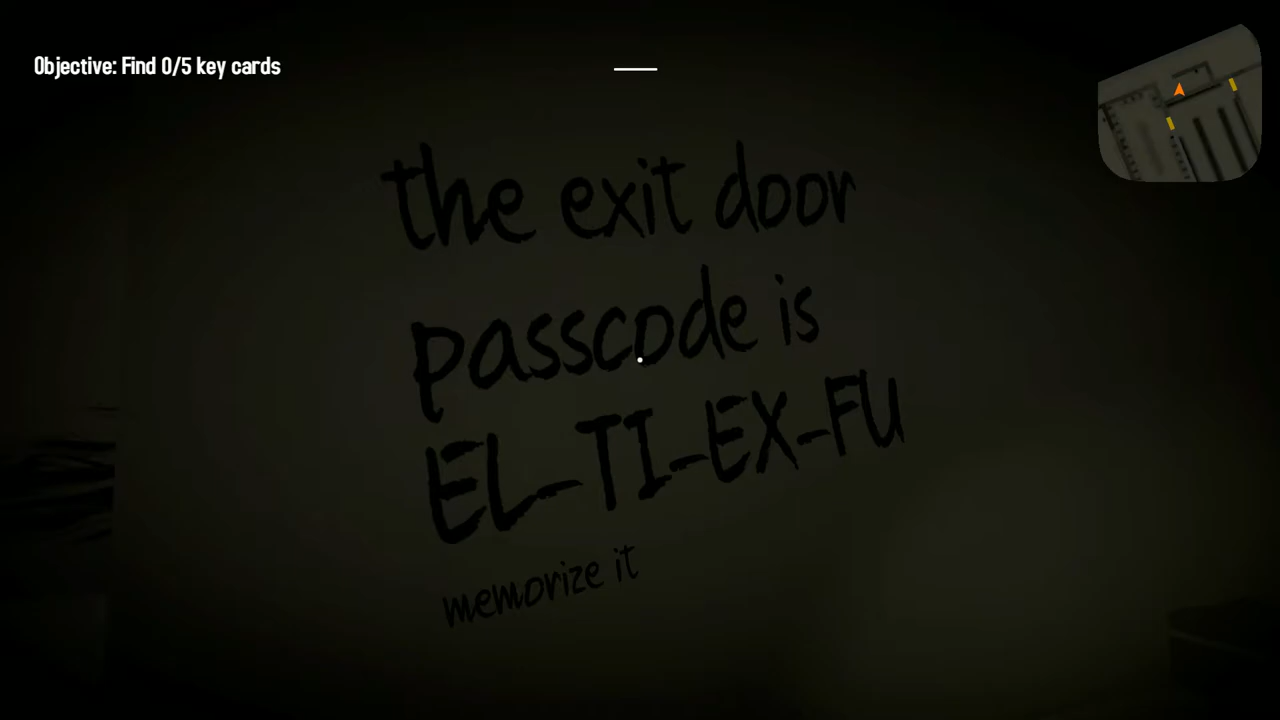 Objective: Find 0/5 key cards
the exit door
passcode is
EL-TI-EX-FU
memorize it